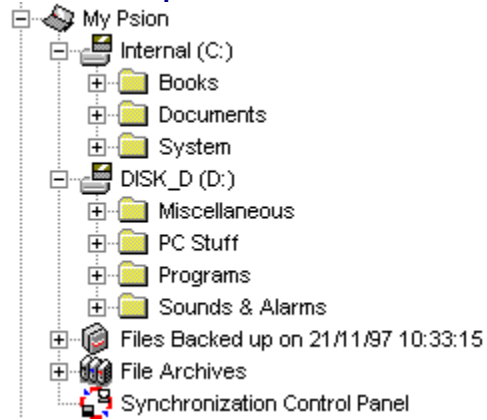 My Psion
Internal (C:)
Books
Documents
System
DISK_D (D:)
Miscellaneous
PC Stuff
Programs
Sounds & Alarms
Files Backed up on 21/11/97 10:33:15
File Archives
Synchronization Control Panel